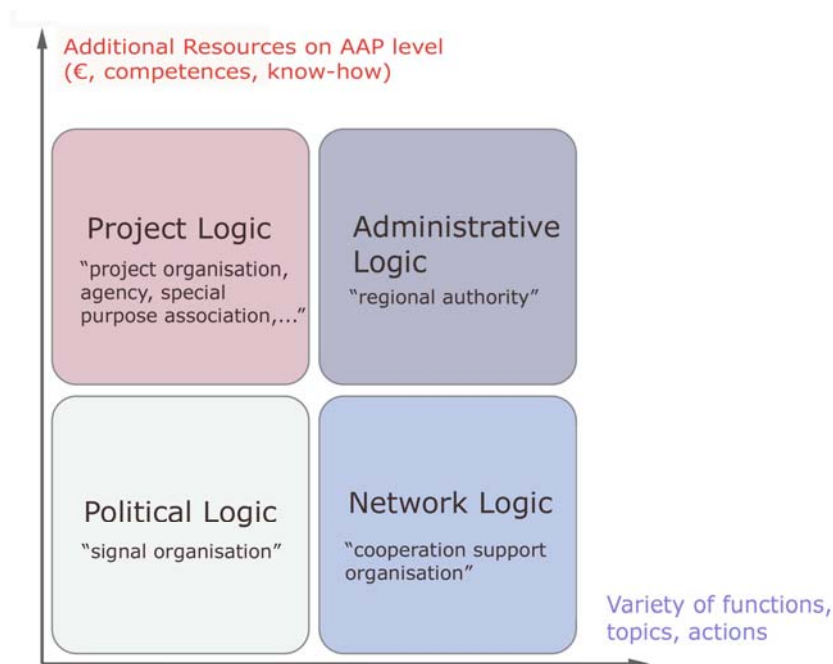 Additional Resources on AAP level
(€, competences, know-how)
Project Logic
“project organisation,
agency, special
purpose association,...”
Administrative
Logic
“regional authority”
Political Logic
“signal organisation”
Network Logic
“cooperation support
organisation”
Variety of functions,
topics, actions